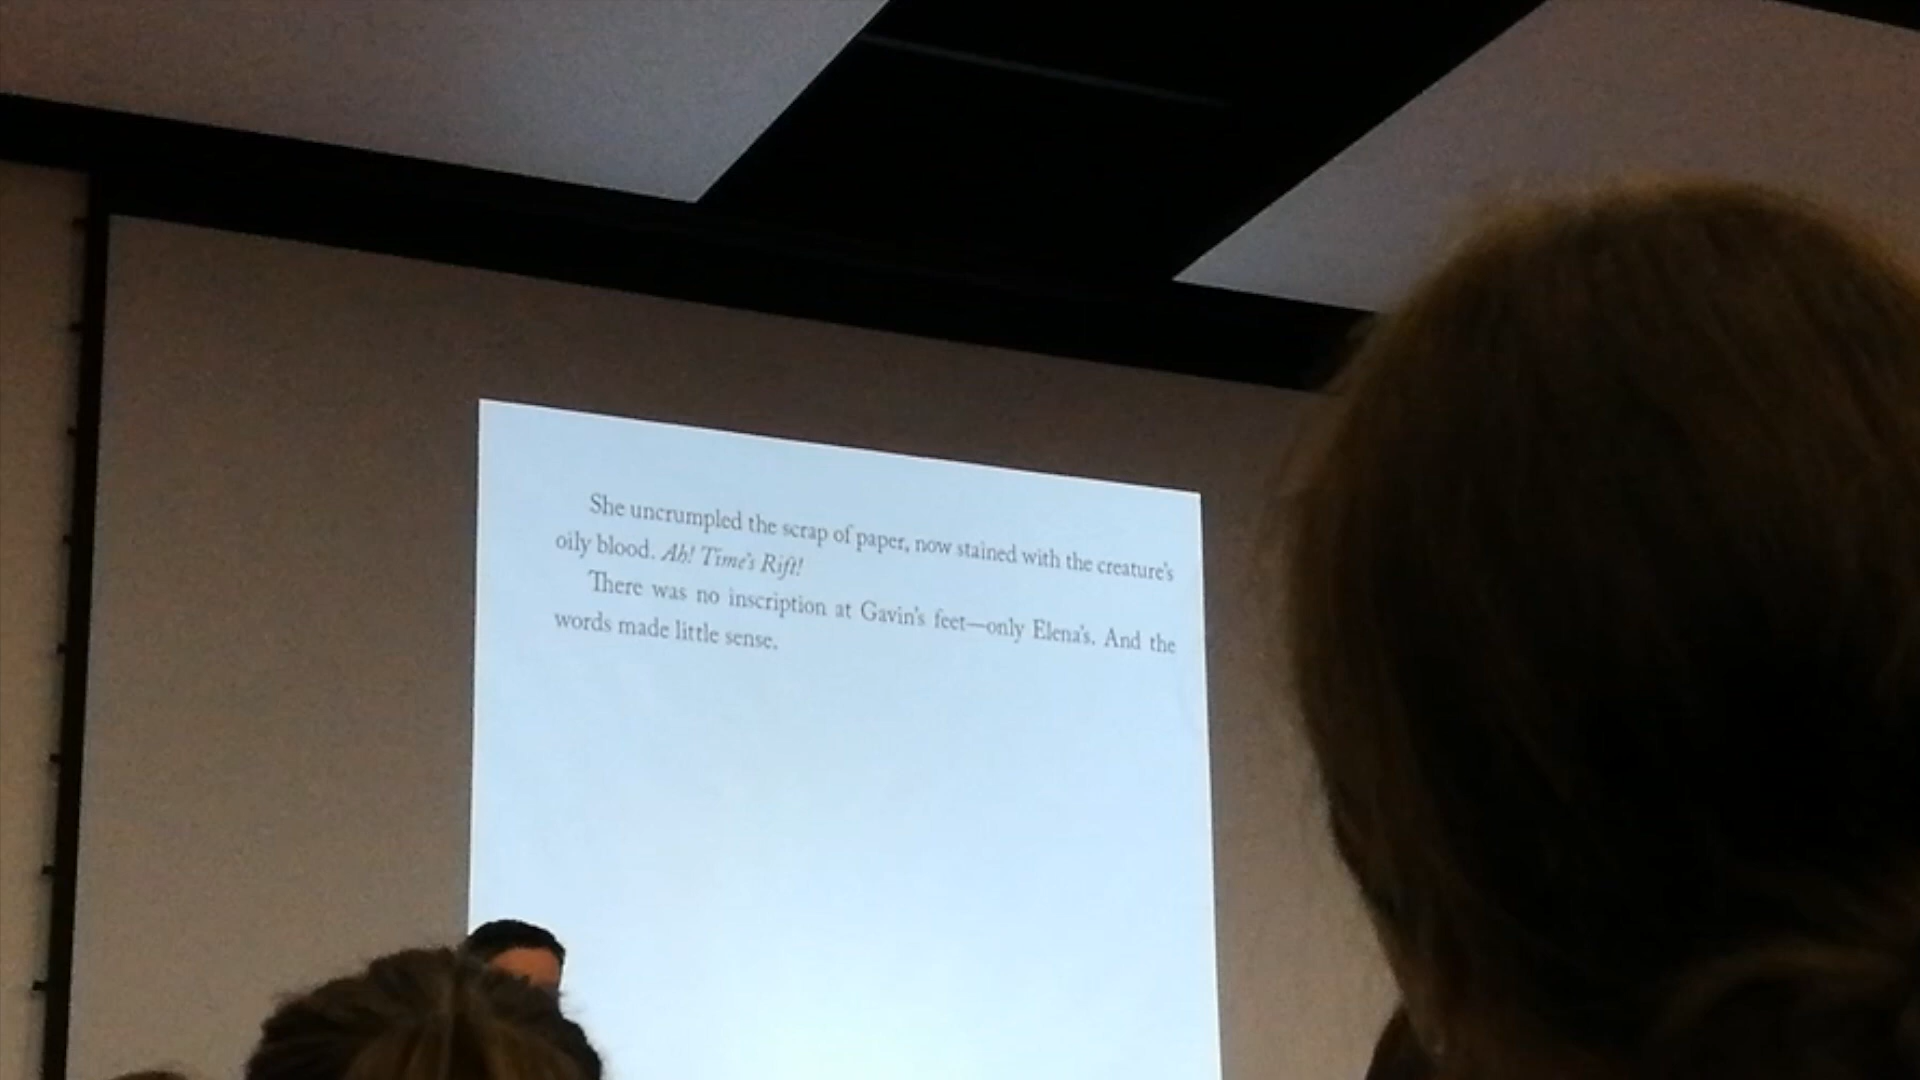 She uncrumpled the scrap of paper, now stained with the creature's
oily blood. Ah! Time's Rift!
There was no inscription at Gavin's feet—only Elena's. And the
words made little sense.